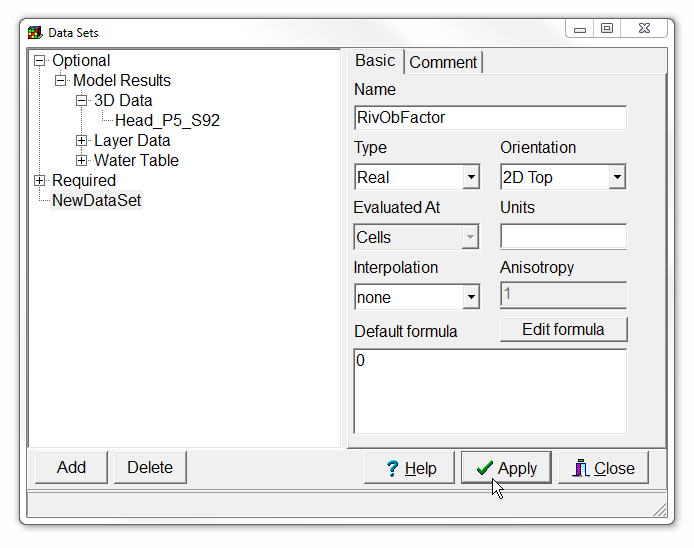 Data Sets
Optional
Model Results
3D Data
Head_P5_S92
Layer Data
Water Table
Required
NewDataSet
Basic
Comment
Name
RivObFactor
Type
Orientation
Real
2D Top
Evaluated At
Units
Cells
Interpolation
Anisotropy
none
1
Default formula
Edit formula
0
Add
Delete
? Help
Apply
Close